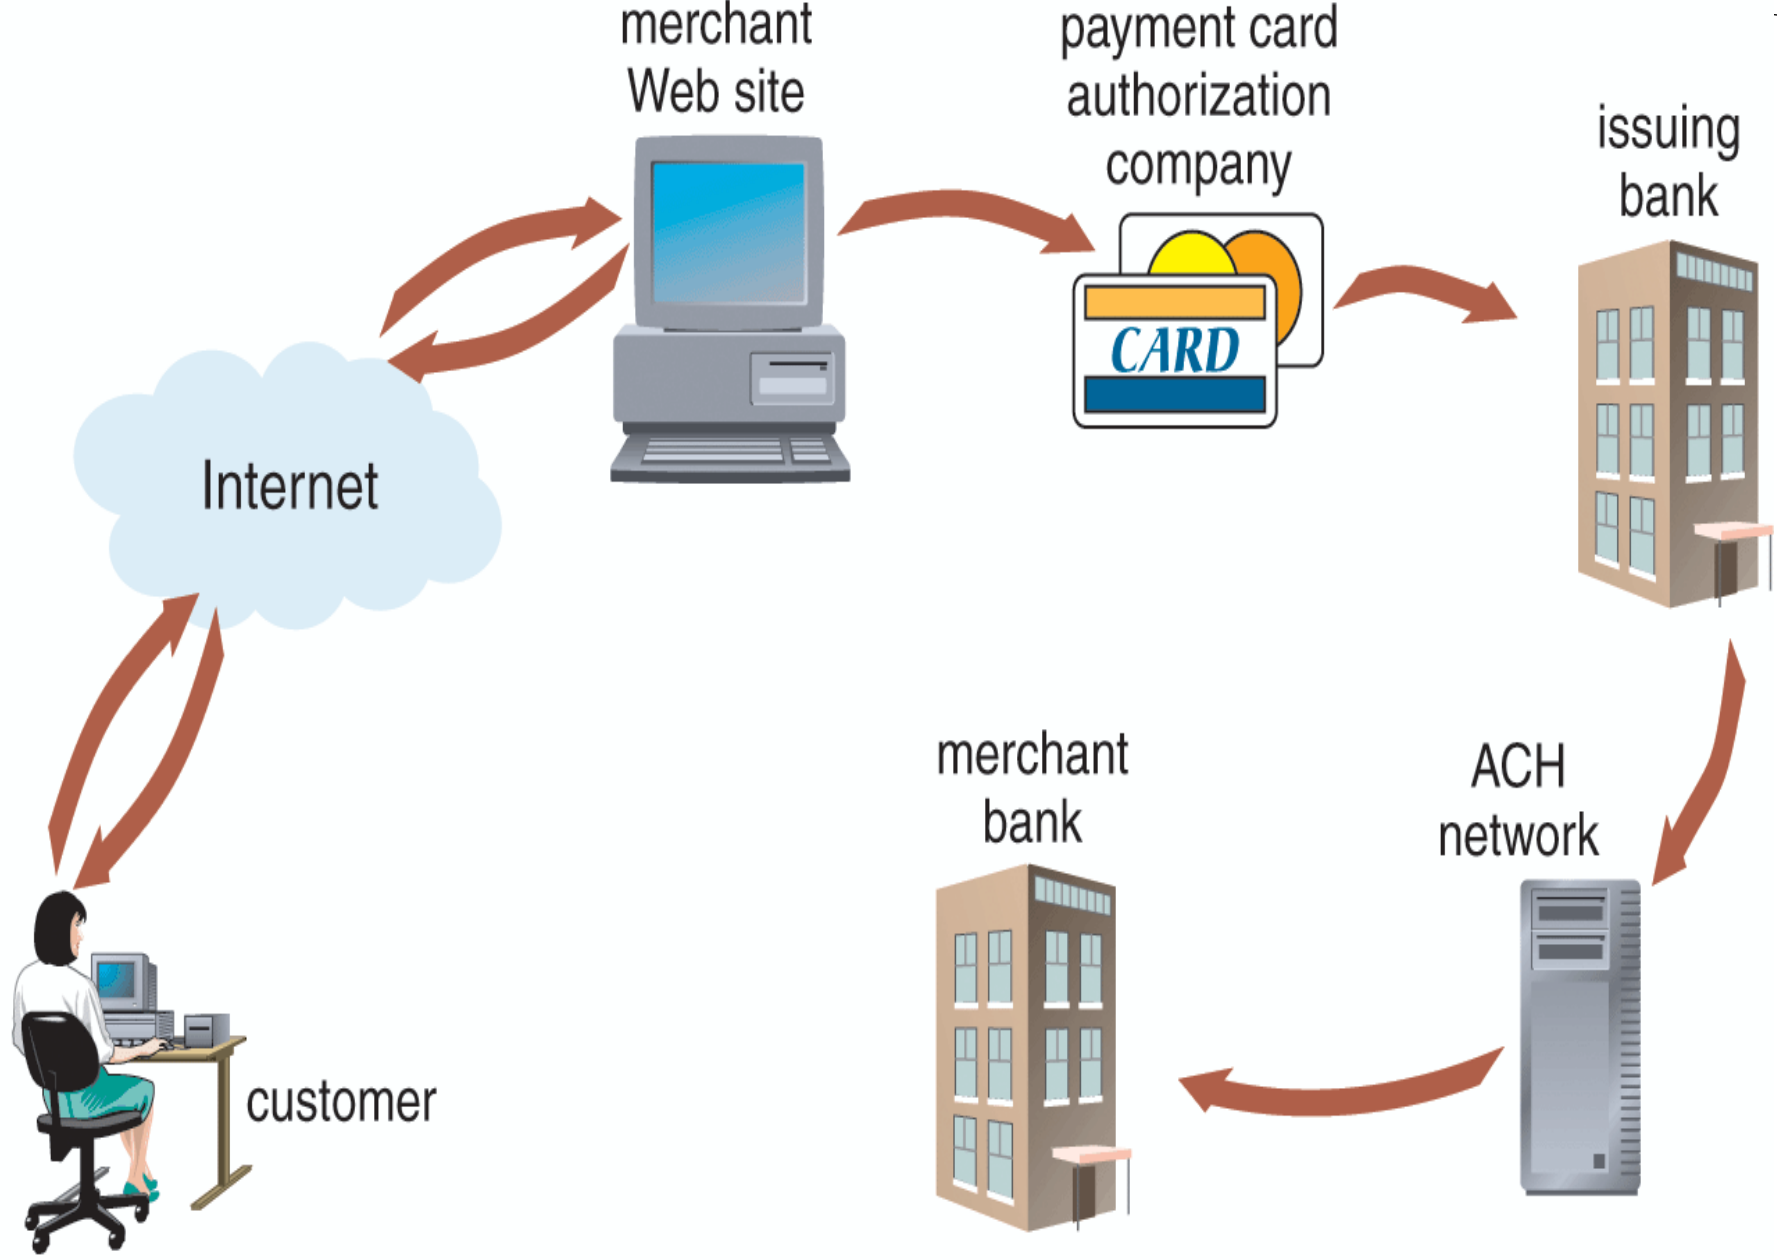 merchant
Web site
payment card
authorization
company
issuing
bank
CARD
Internet
merchant
bank
ACH
network
customer